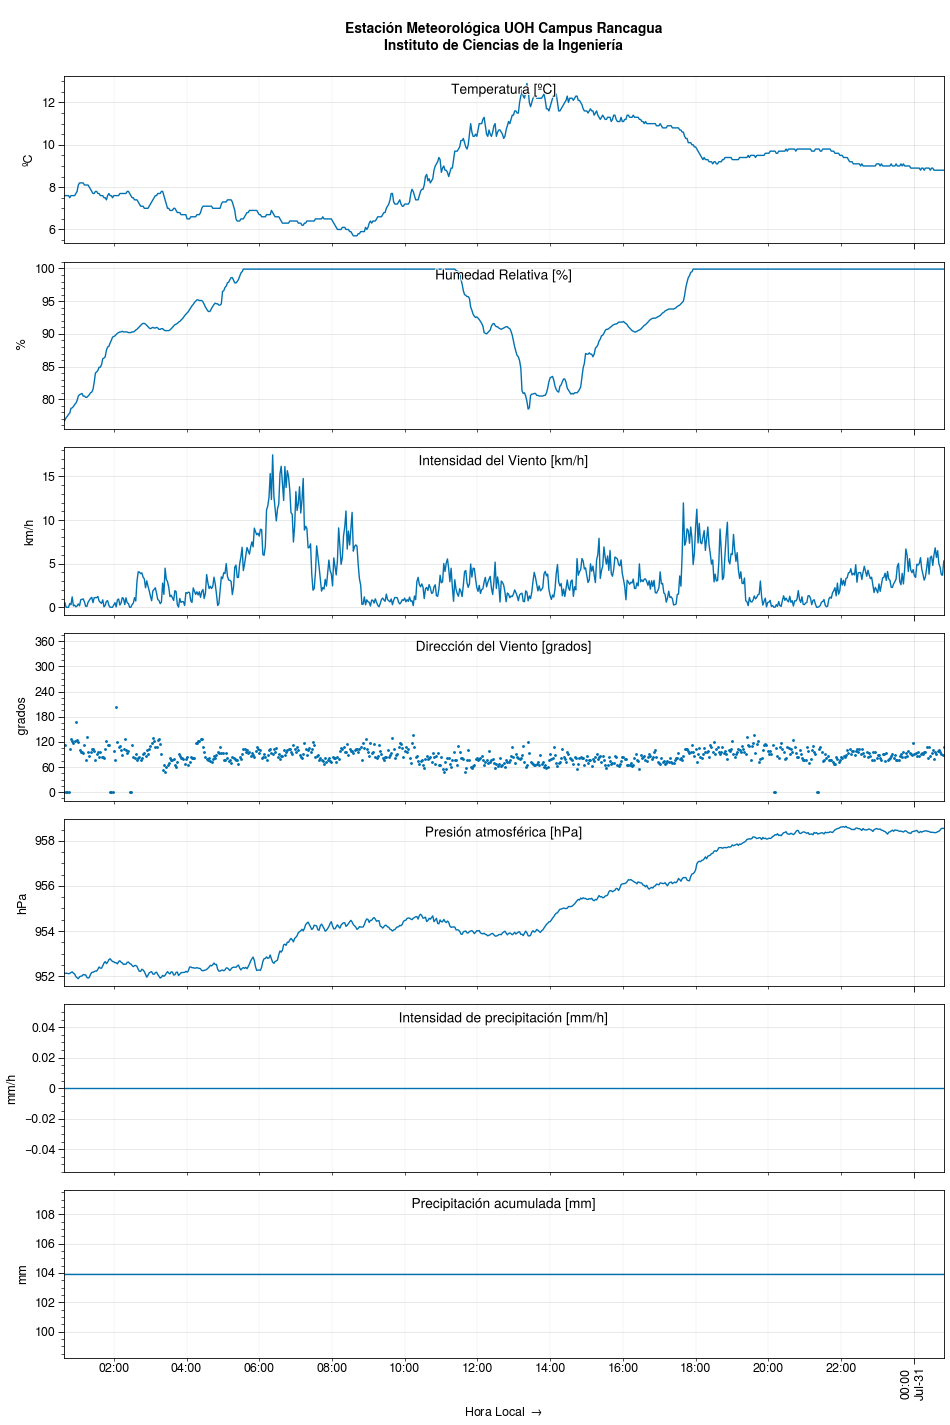 Estación Meteorológica UOH Campus Rancagua
Instituto de Ciencias de la Ingeniería
Temperatura [ºC]
12
10
8
6
ºC
Humedad Relativa [%]
100
95
90
85
80
%
Intensidad del Viento [km/h]
15
10
5
0
km/h
Dirección del Viento [grados]
360
300
240
180
120
60
0
grados
Presión atmosférica [hPa]
958
956
954
952
hPa
Intensidad de precipitación [mm/h]
0.04
0.02
0
−0.02
−0.04
mm/h
Precipitación acumulada [mm]
108
106
104
102
100
mm
02:00 04:00 06:00 08:00 10:00 12:00 14:00 16:00 18:00 20:00 22:00
00:00
Jul-31
Hora Local →